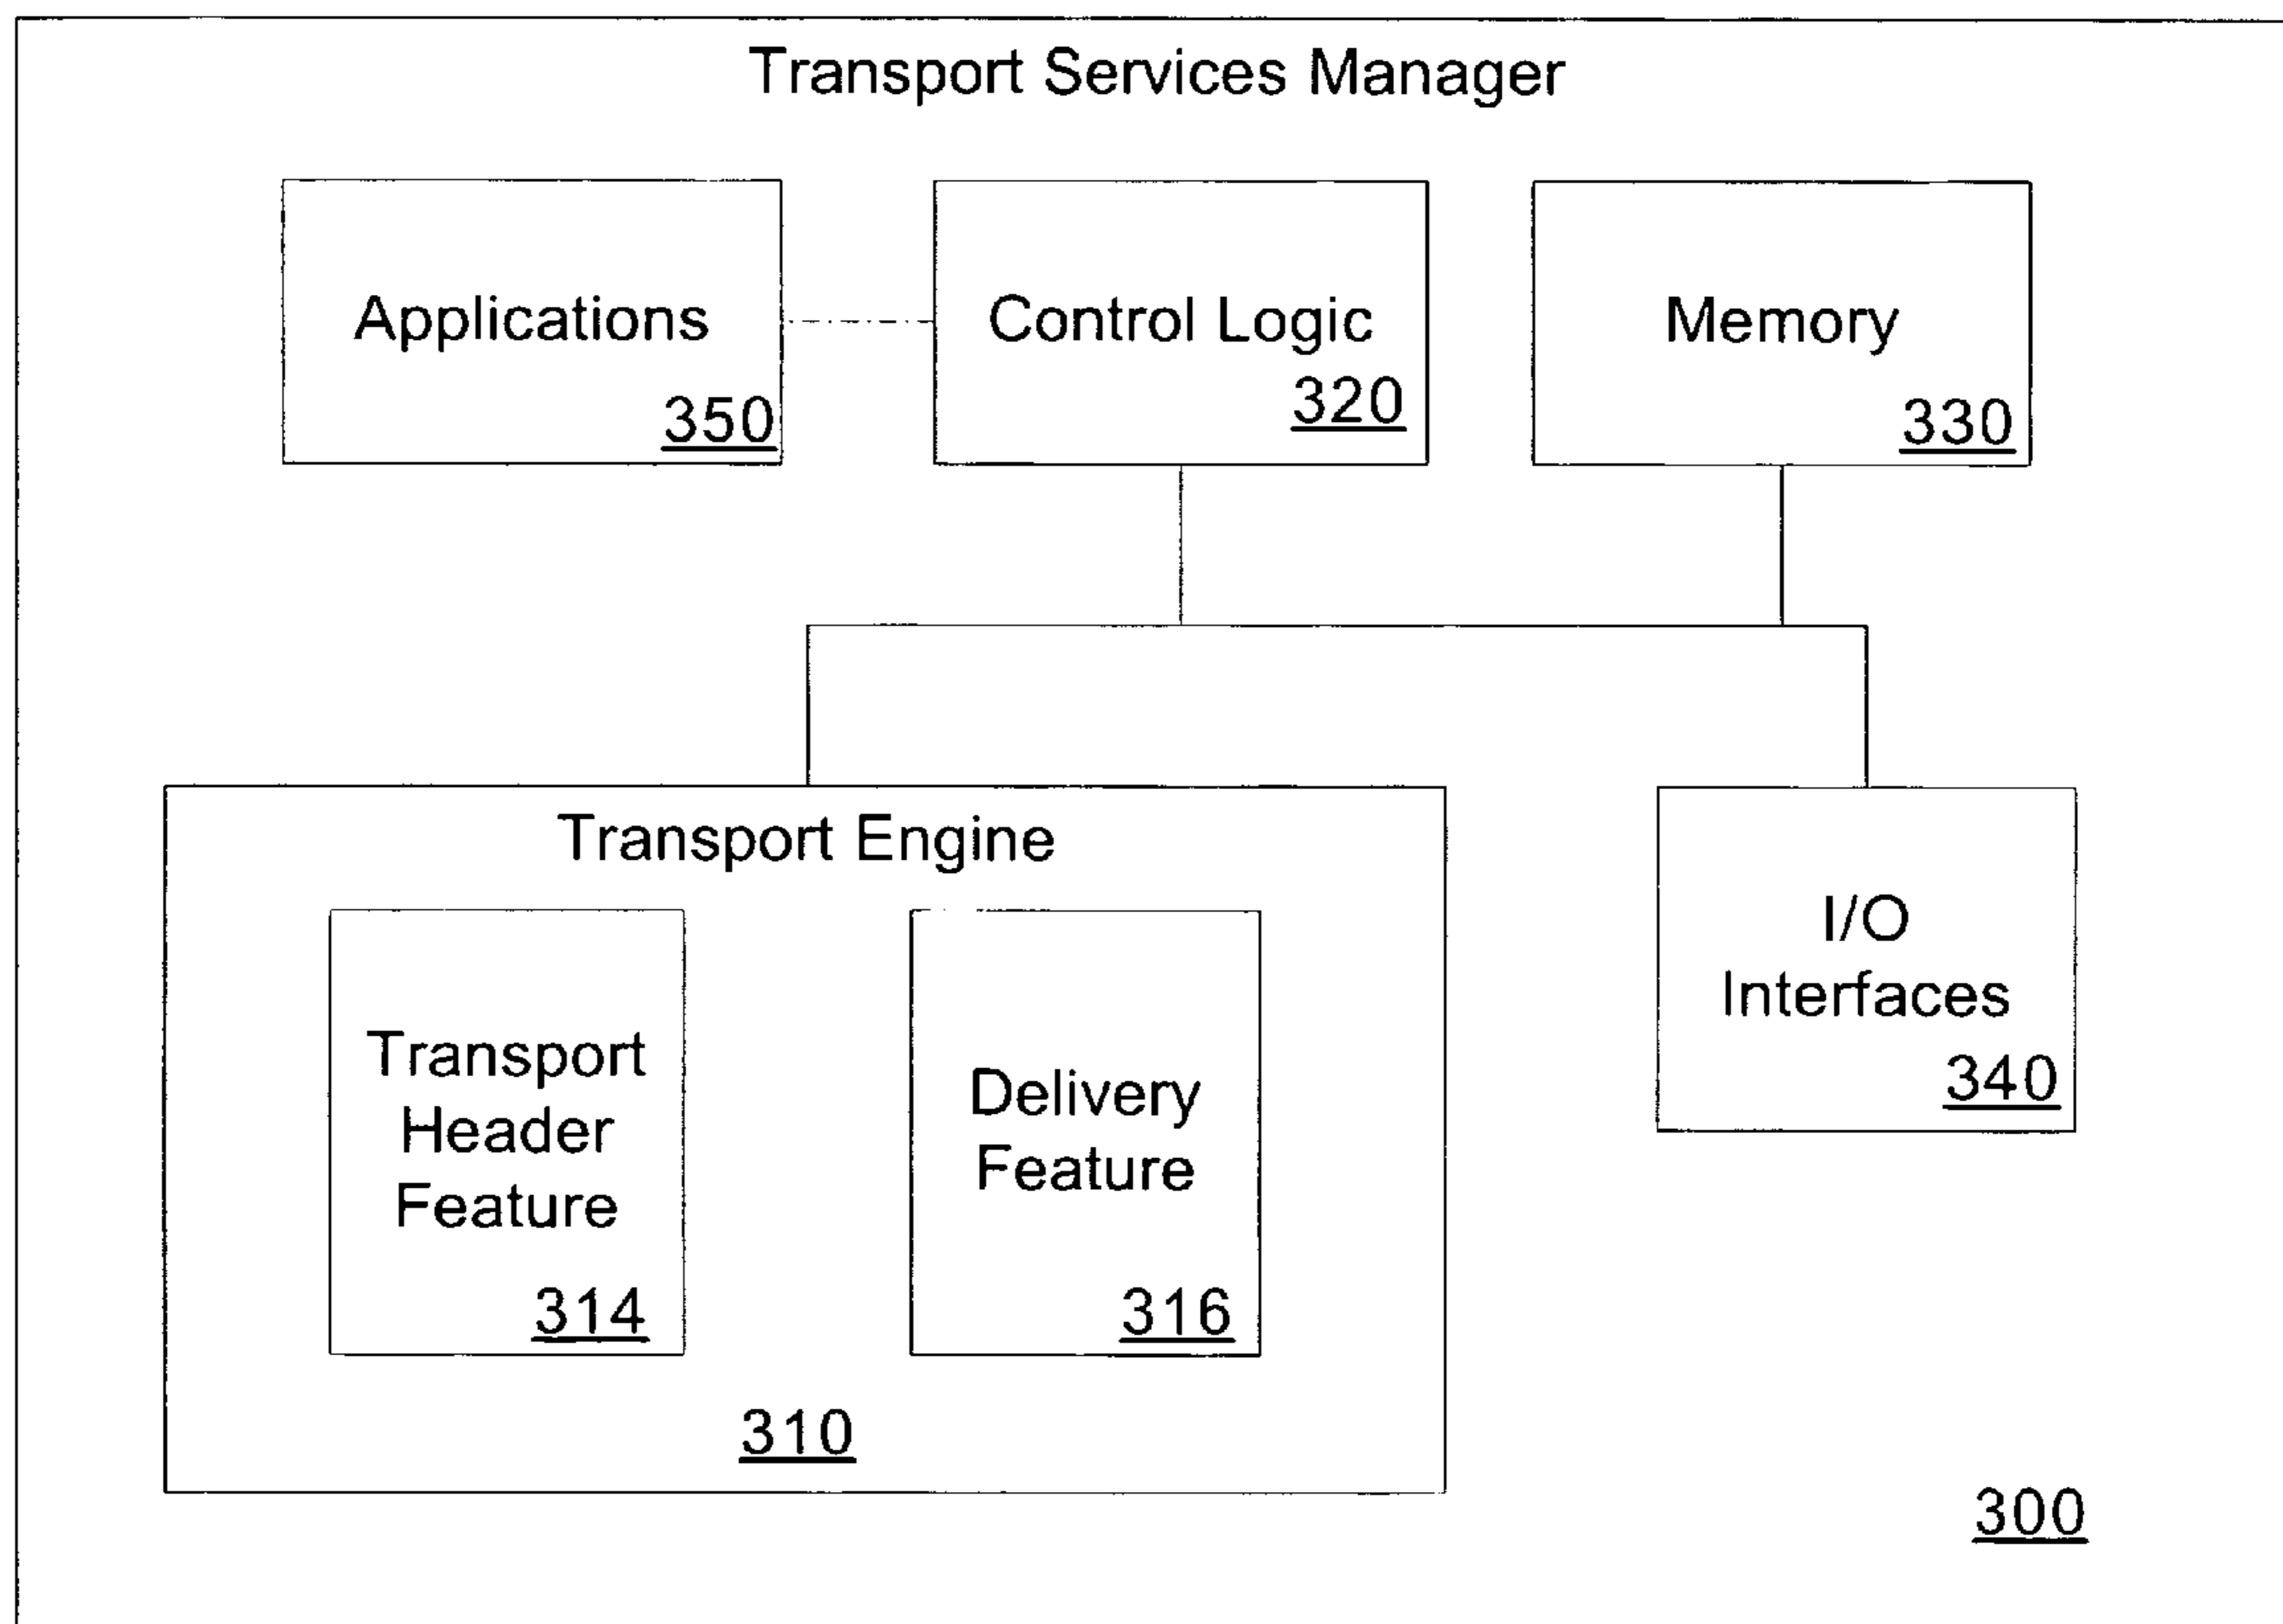 Transport Services Manager
Applications
350
Control Logic
320
Memory
330
Transport Engine
Transport
Header
Feature
314
Delivery
Feature
316
310
I/O
Interfaces
340
300